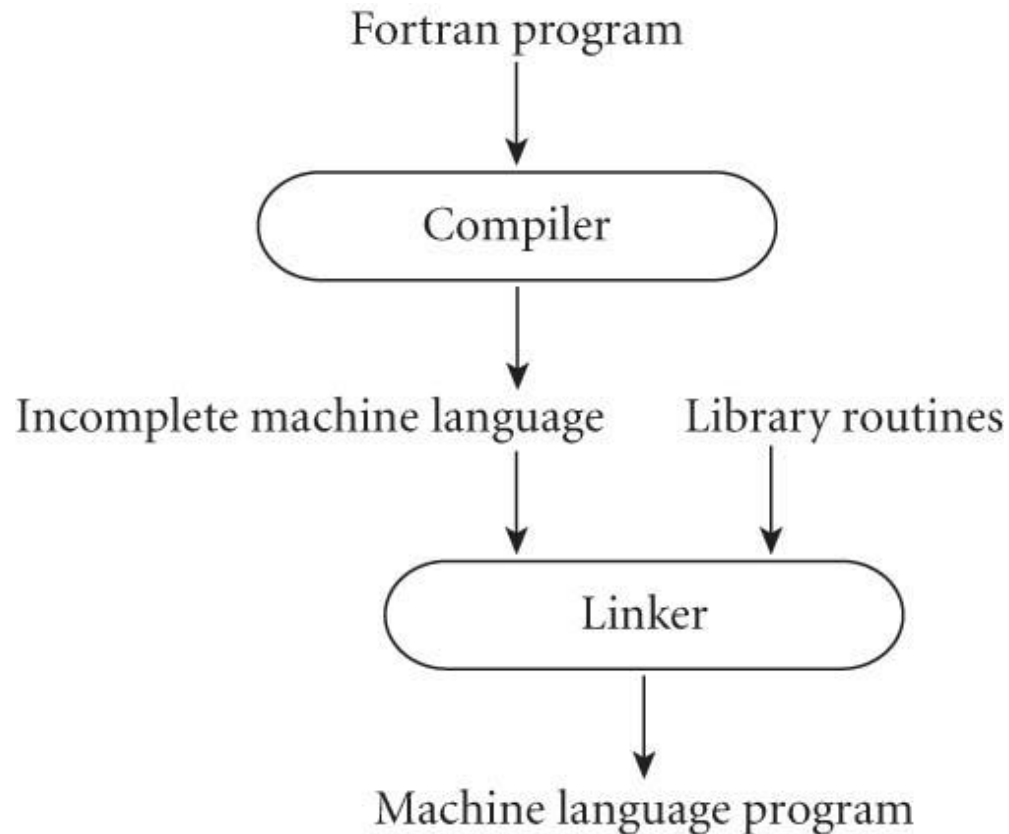 Fortran program
Compiler
Incomplete machine language
Library routines
Linker
Machine language program